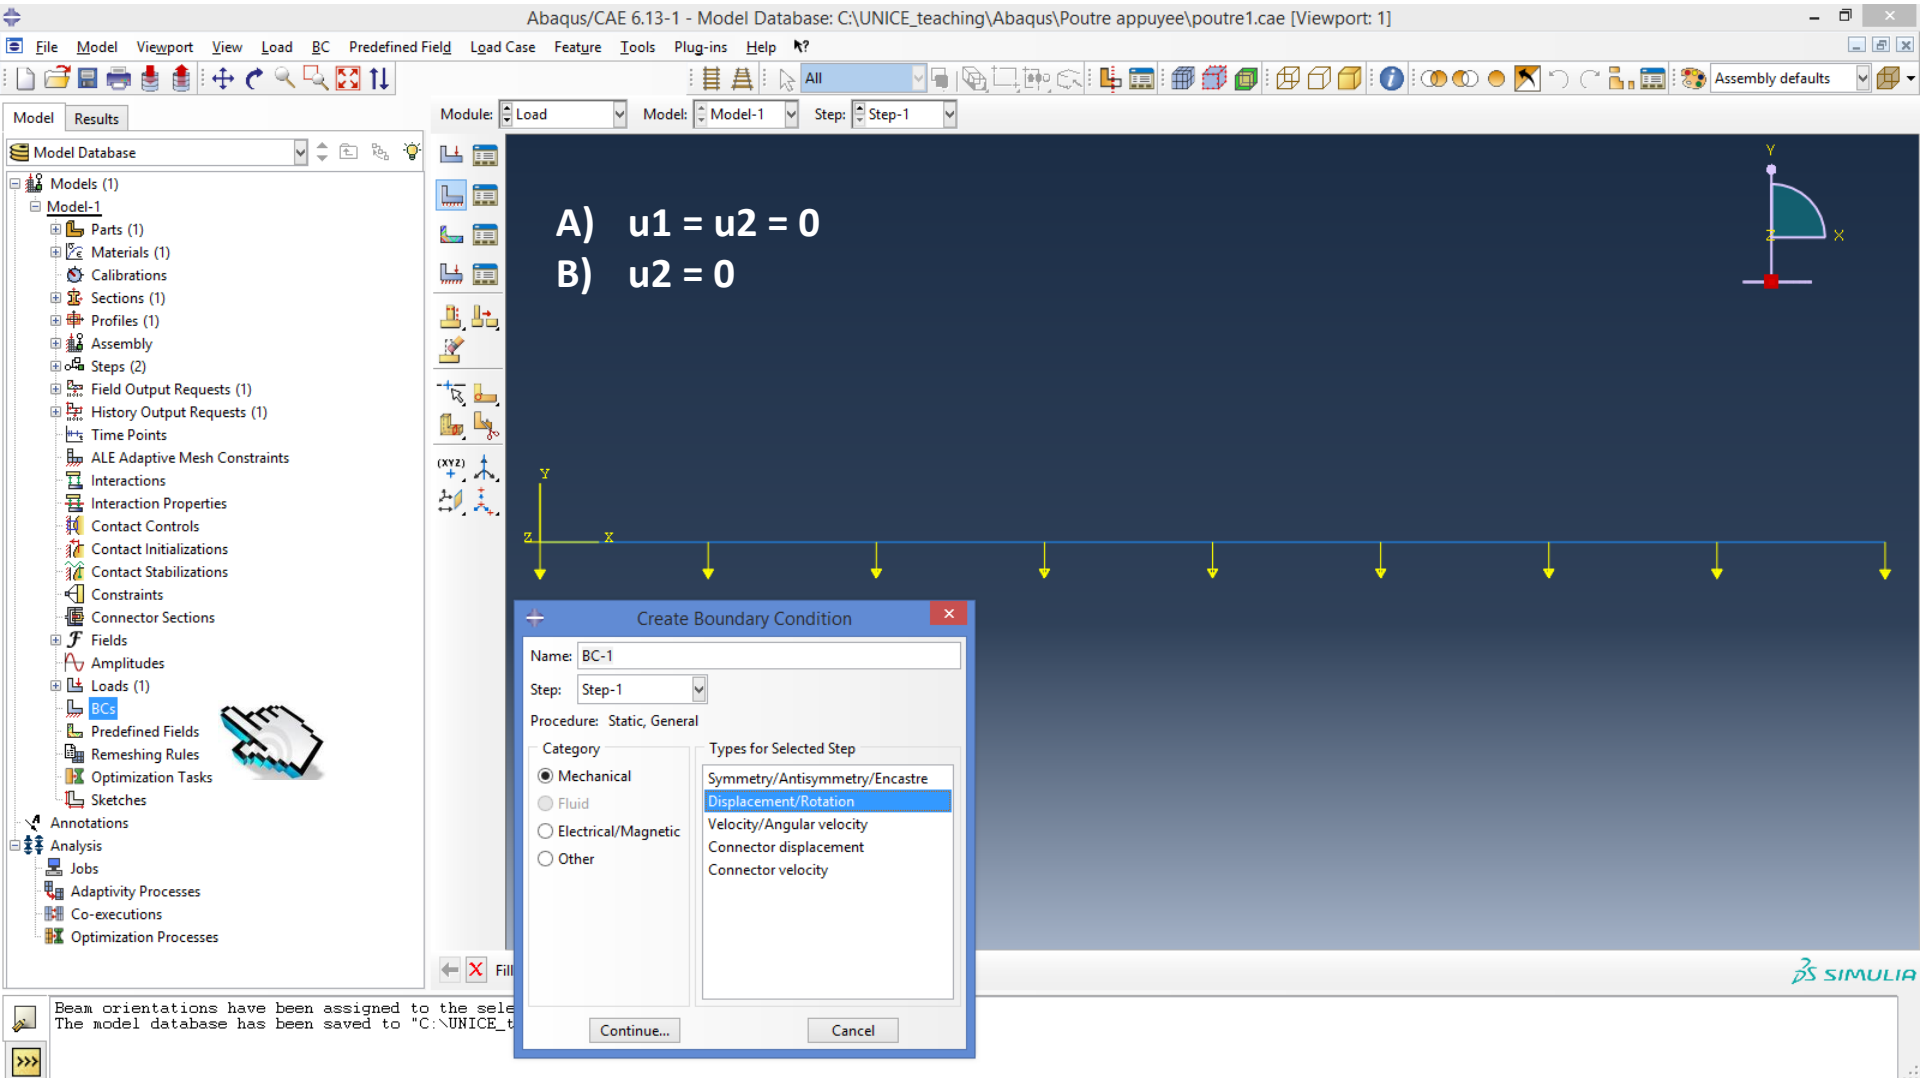 Abaqus/CAE 6.13-1 - Model Database: C:\UNICE_teaching\Abaqus\Poutre appuyee\poutre1.cae [Viewport: 1]
File Model Viewport View Load BC Predefined Field Load Case Feature Tools Plug-ins Help ?
All
Assembly defaults
Model Results
Module: Load Model: Model-1 Step: Step-1
Model Database
Models (1)
Model-1
Parts (1)
Materials (1)
Calibrations
Sections (1)
Profiles (1)
Assembly
Steps (2)
Field Output Requests (1)
History Output Requests (1)
Time Points
ALE Adaptive Mesh Constraints
Interactions
Interaction Properties
Contact Controls
Contact Initializations
Contact Stabilizations
Constraints
Connector Sections
Fields
Amplitudes
Loads (1)
BCs
Predefined Fields
Remeshing Rules
Optimization Tasks
Sketches
Annotations
Analysis
Jobs
Adaptivity Processes
Co-executions
Optimization Processes
(XYZ)
A) u1 = u2 = 0
B) u2 = 0
Y
Z X
Y
Z X
Create Boundary Condition
Name: BC-1
Step: Step-1
Procedure: Static, General
Category
Mechanical
Fluid
Electrical/Magnetic
Other
Types for Selected Step
Symmetry/Antisymmetry/Encastre
Displacement/Rotation
Velocity/Angular velocity
Connector displacement
Connector velocity
Continue... Cancel
X Fill
SIMULIA
Beam orientations have been assigned to the sele
The model database has been saved to "C:\UNICE_t
>>>